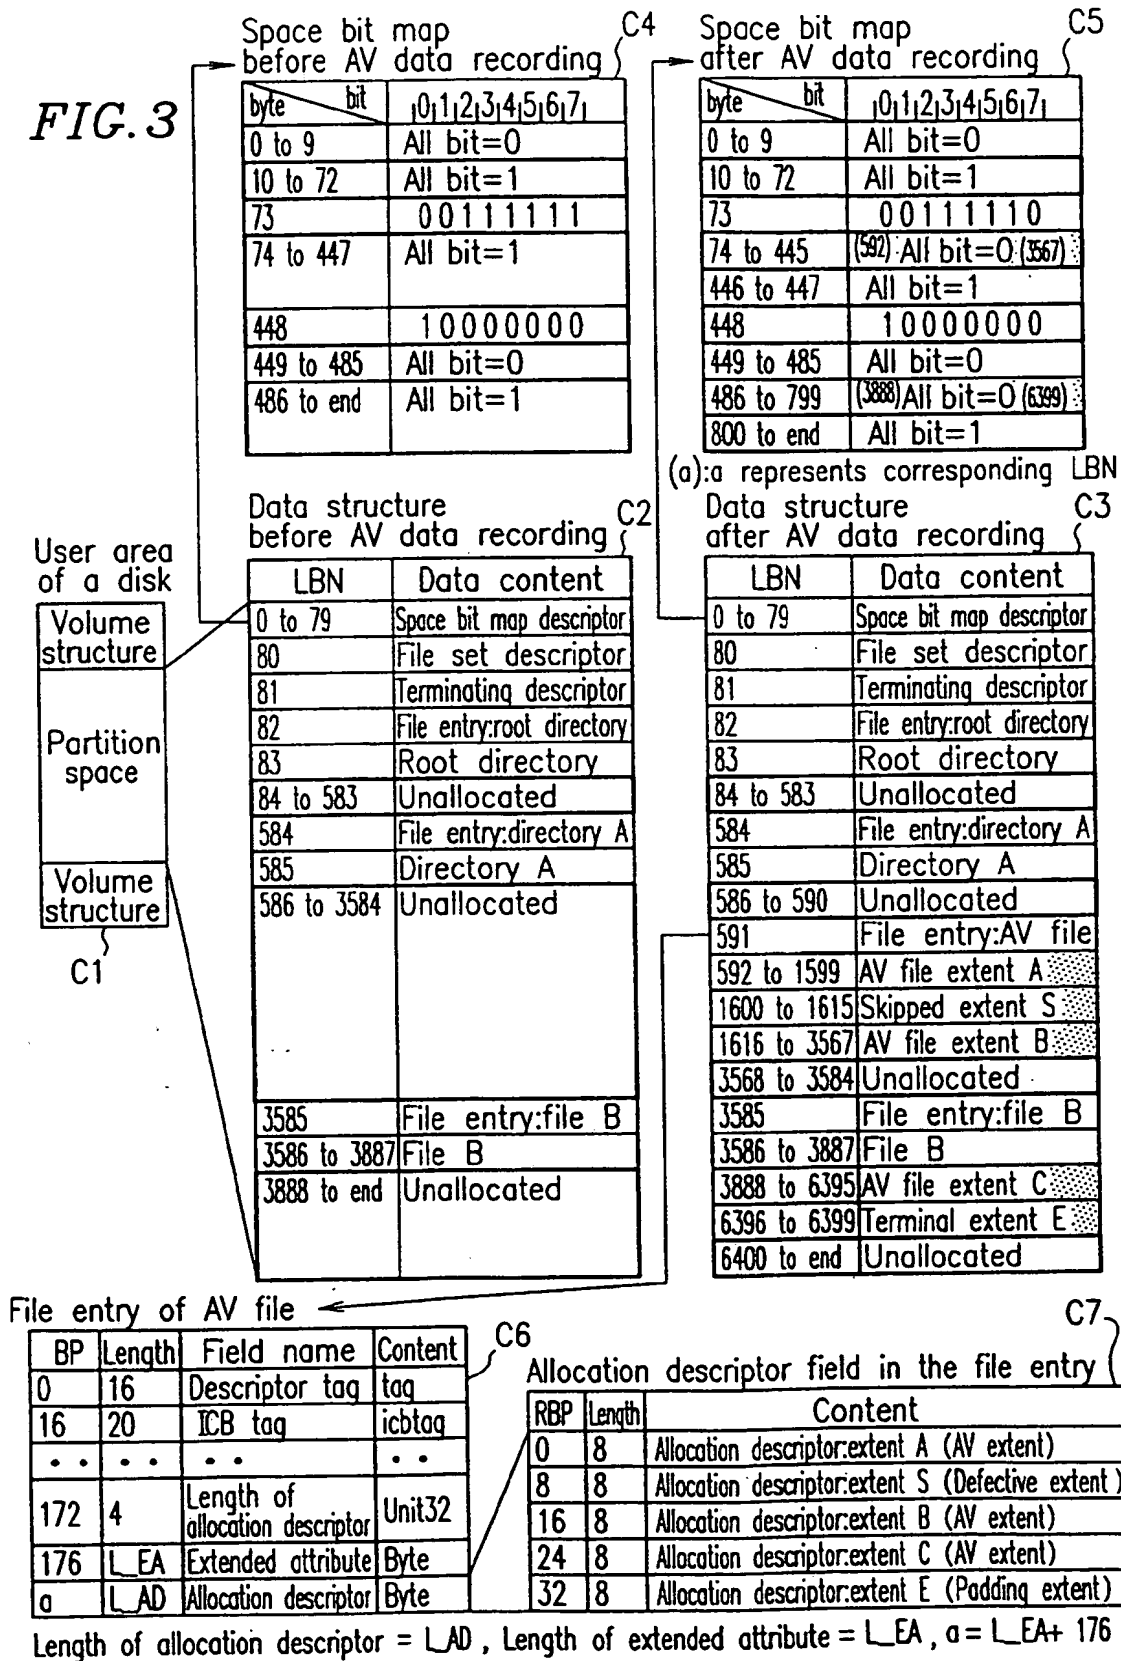 FIG. 3
Space bit map
before AV data recording
C4
byte bit 0 1 2 3 4 5 6 7
0 to 9 All bit=0
10 to 72 All bit=1
73 0 0 1 1 1 1 1 1
74 to 447 All bit=1
448 1 0 0 0 0 0 0 0
449 to 485 All bit=0
486 to end All bit=1
Space bit map
after AV data recording
C5
byte bit 0 1 2 3 4 5 6 7
0 to 9 All bit=0
10 to 72 All bit=1
73 0 0 1 1 1 1 1 0
74 to 445 (592) All bit=0 (3567)
446 to 447 All bit=1
448 1 0 0 0 0 0 0 0
449 to 485 All bit=0
486 to 799 (3888) All bit=0 (6399)
800 to end All bit=1
(a):a represents corresponding LBN
User area
of a disk
Volume
structure
Partition
space
Volume
structure
C1
Data structure
before AV data recording
C2
LBN Data content
0 to 79 Space bit map descriptor
80 File set descriptor
81 Terminating descriptor
82 File entry:root directory
83 Root directory
84 to 583 Unallocated
584 File entry:directory A
585 Directory A
586 to 3584 Unallocated
3585 File entry:file B
3586 to 3887 File B
3888 to end Unallocated
Data structure
after AV data recording
C3
LBN Data content
0 to 79 Space bit map descriptor
80 File set descriptor
81 Terminating descriptor
82 File entry:root directory
83 Root directory
84 to 583 Unallocated
584 File entry:directory A
585 Directory A
586 to 590 Unallocated
591 File entry:AV file
592 to 1599 AV file extent A
1600 to 1615 Skipped extent S
1616 to 3567 AV file extent B
3568 to 3584 Unallocated
3585 File entry:file B
3586 to 3887 File B
3888 to 6395 AV file extent C
6396 to 6399 Terminal extent E
6400 to end Unallocated
File entry of AV file
C6
BP Length Field name Content
0 16 Descriptor tag tag
16 20 ICB tag icbtag
. . . . . . . .
172 4 Length of allocation descriptor Unit32
176 L_EA Extended attribute Byte
a L_AD Allocation descriptor Byte
C7
Allocation descriptor field in the file entry
RBP Length Content
0 8 Allocation descriptor:extent A (AV extent)
8 8 Allocation descriptor:extent S (Defective extent)
16 8 Allocation descriptor:extent B (AV extent)
24 8 Allocation descriptor:extent C (AV extent)
32 8 Allocation descriptor:extent E (Padding extent)
Length of allocation descriptor = L_AD , Length of extended attribute = L_EA , a = L_EA+ 176